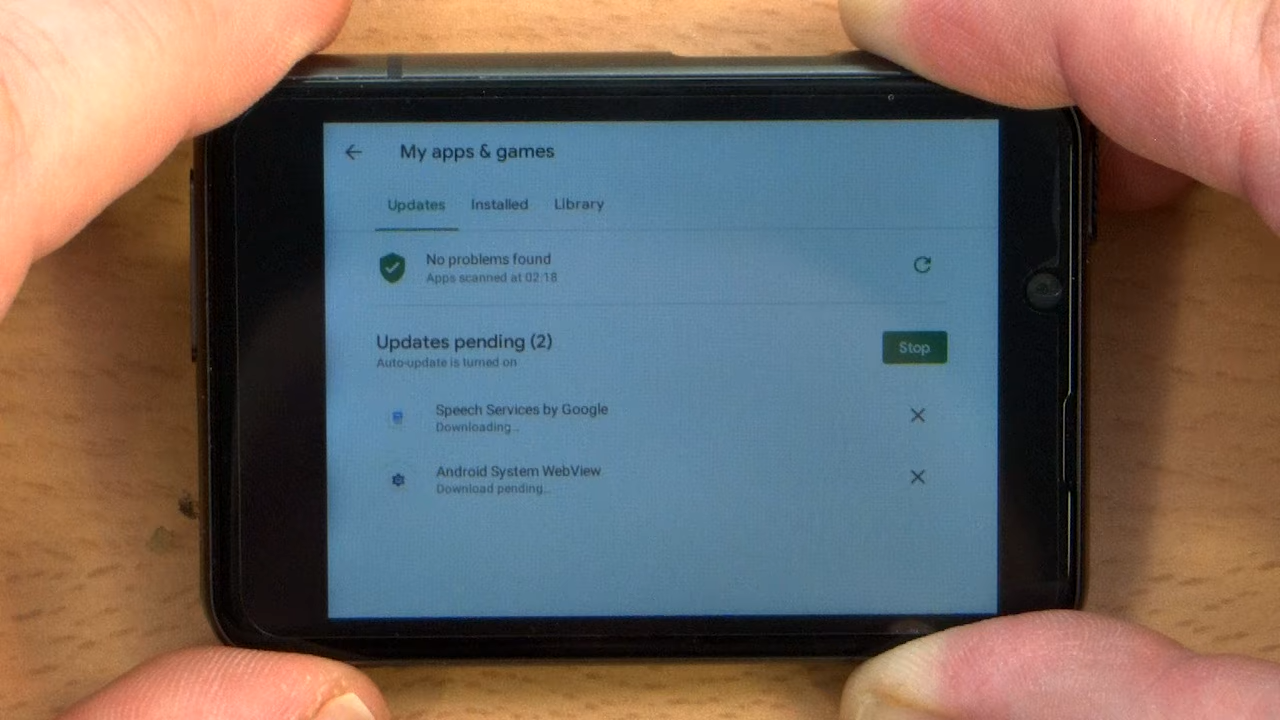 My apps & games
Updates Installed Library
No problems found
Apps scanned at 02:18
Updates pending (2)
Stop
Auto-update is turned on
Speech Services by Google
Downloading...
Android System WebView
Download pending...